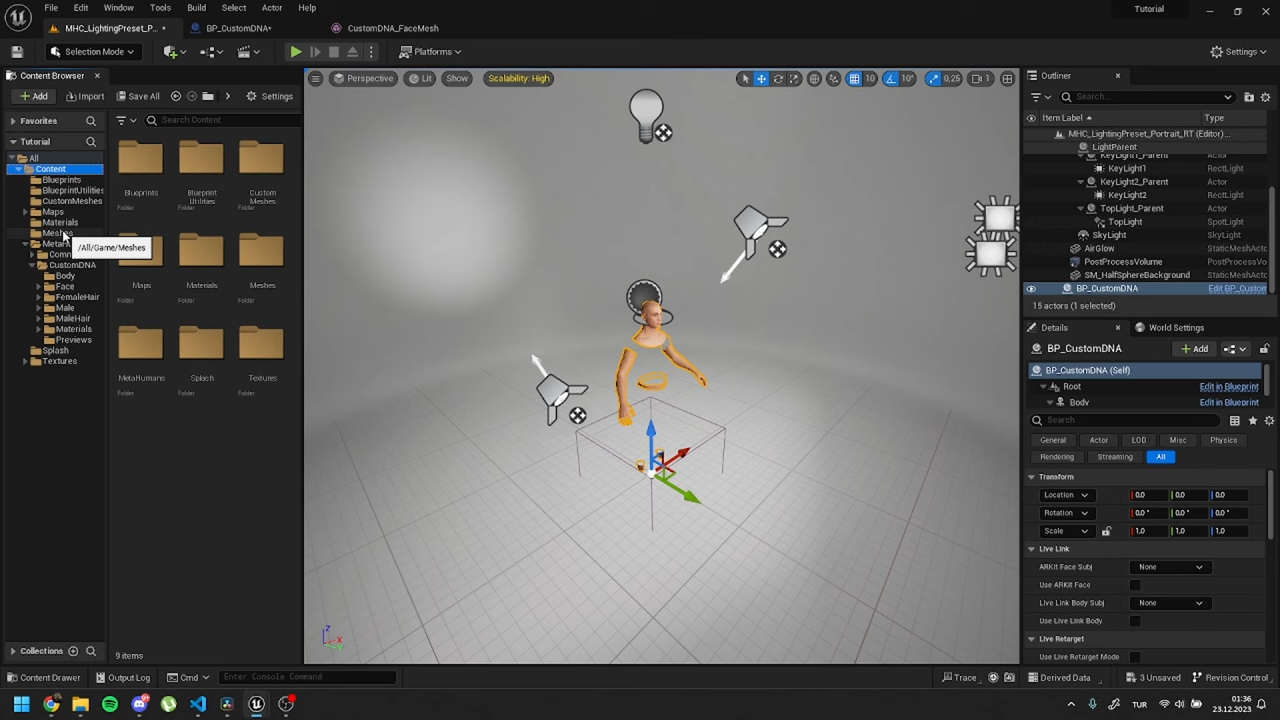 File Edit Window Tools Build Select Actor Help
Tutorial
MHC_LightingPreset_P... •
BP_CustomDNA•
CustomDNA_FaceMesh
Selection Mode
Platforms
Settings
Content Browser
Add
Import
Save All
Settings
Favorites
Search Content
Tutorial
All
Content
Blueprints
BlueprintUtilities
CustomMeshes
Maps
Materials
/All/Game/Meshes
CustomDNA
Body
Face
FemaleHair
Male
MaleHair
Materials
Previews
Splash
Textures
Blueprints
Folder
Blueprint Utilities
Folder
Custom Meshes
Folder
Maps
Folder
Materials
Folder
Meshes
Folder
MetaHumans
Folder
Splash
Folder
Textures
Folder
Collections
9 items
Perspective
Lit
Show
Scalability: High
10
10°
0,25
1
Z
X
Y
Outliner
Search...
Item Label
Type
MHC_LightingPreset_Portrait_RT (Editor)...
LightParent
KeyLight1_Parent Actor
KeyLight1 RectLight
KeyLight2_Parent Actor
KeyLight2 RectLight
TopLight_Parent Actor
TopLight SpotLight
SkyLight SkyLight
AirGlow StaticMeshActor
PostProcessVolume PostProcessVo
SM_HalfSphereBackground StaticMeshActor
BP_CustomDNA Edit BP_Custom
15 actors (1 selected)
Details
World Settings
BP_CustomDNA
Add
BP_CustomDNA (Self)
Root Edit in Blueprint
Body Edit in Blueprint
Search
General Actor LOD Misc Physics
Rendering Streaming All
Transform
Location 0,0 0,0 0,0
Rotation 0,0 ° 0,0 ° 0,0 °
Scale 1,0 1,0 1,0
Live Link
ARKit Face Subj None
Use ARKit Face
Live Link Body Subj None
Use Live Link Body
Live Retarget
Use Live Retarget Mode
Content Drawer
Output Log
Cmd
Enter Console Command
Trace
Derived Data
3 Unsaved
Revision Control
TUR
01:36
23.12.2023